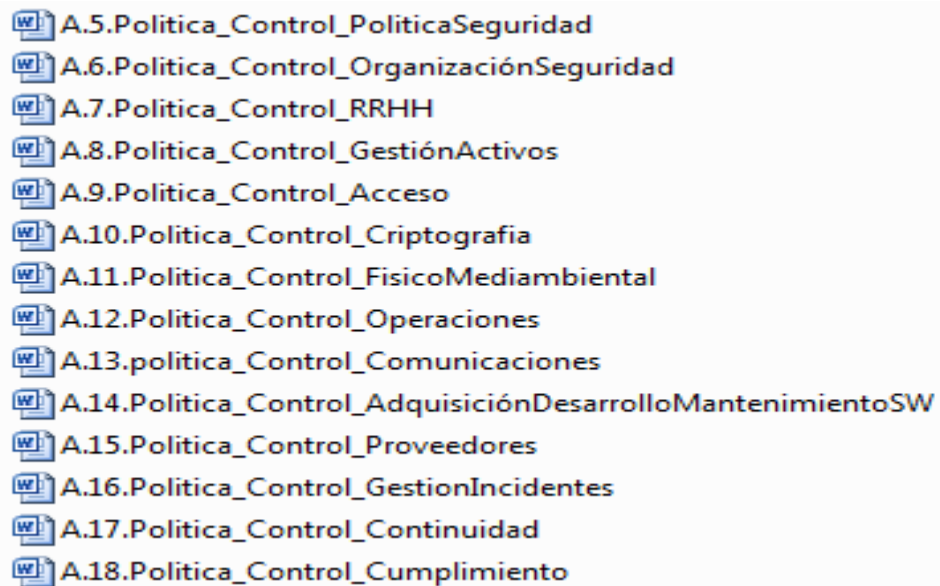 A.5.Politica_Control_PoliticaSeguridad
A.6.Politica_Control_OrganizaciónSeguridad
A.7.Politica_Control_RRHH
A.8.Politica_Control_GestiónActivos
A.9.Politica_Control_Acceso
A.10.Politica_Control_Criptografia
A.11.Politica_Control_FisicoMediambiental
A.12.Politica_Control_Operaciones
A.13.politica_Control_Comunicaciones
A.14.Politica_Control_AdquisiciónDesarrolloMantenimientoSW
A.15.Politica_Control_Proveedores
A.16.Politica_Control_GestionIncidentes
A.17.Politica_Control_Continuidad
A.18.Politica_Control_Cumplimiento